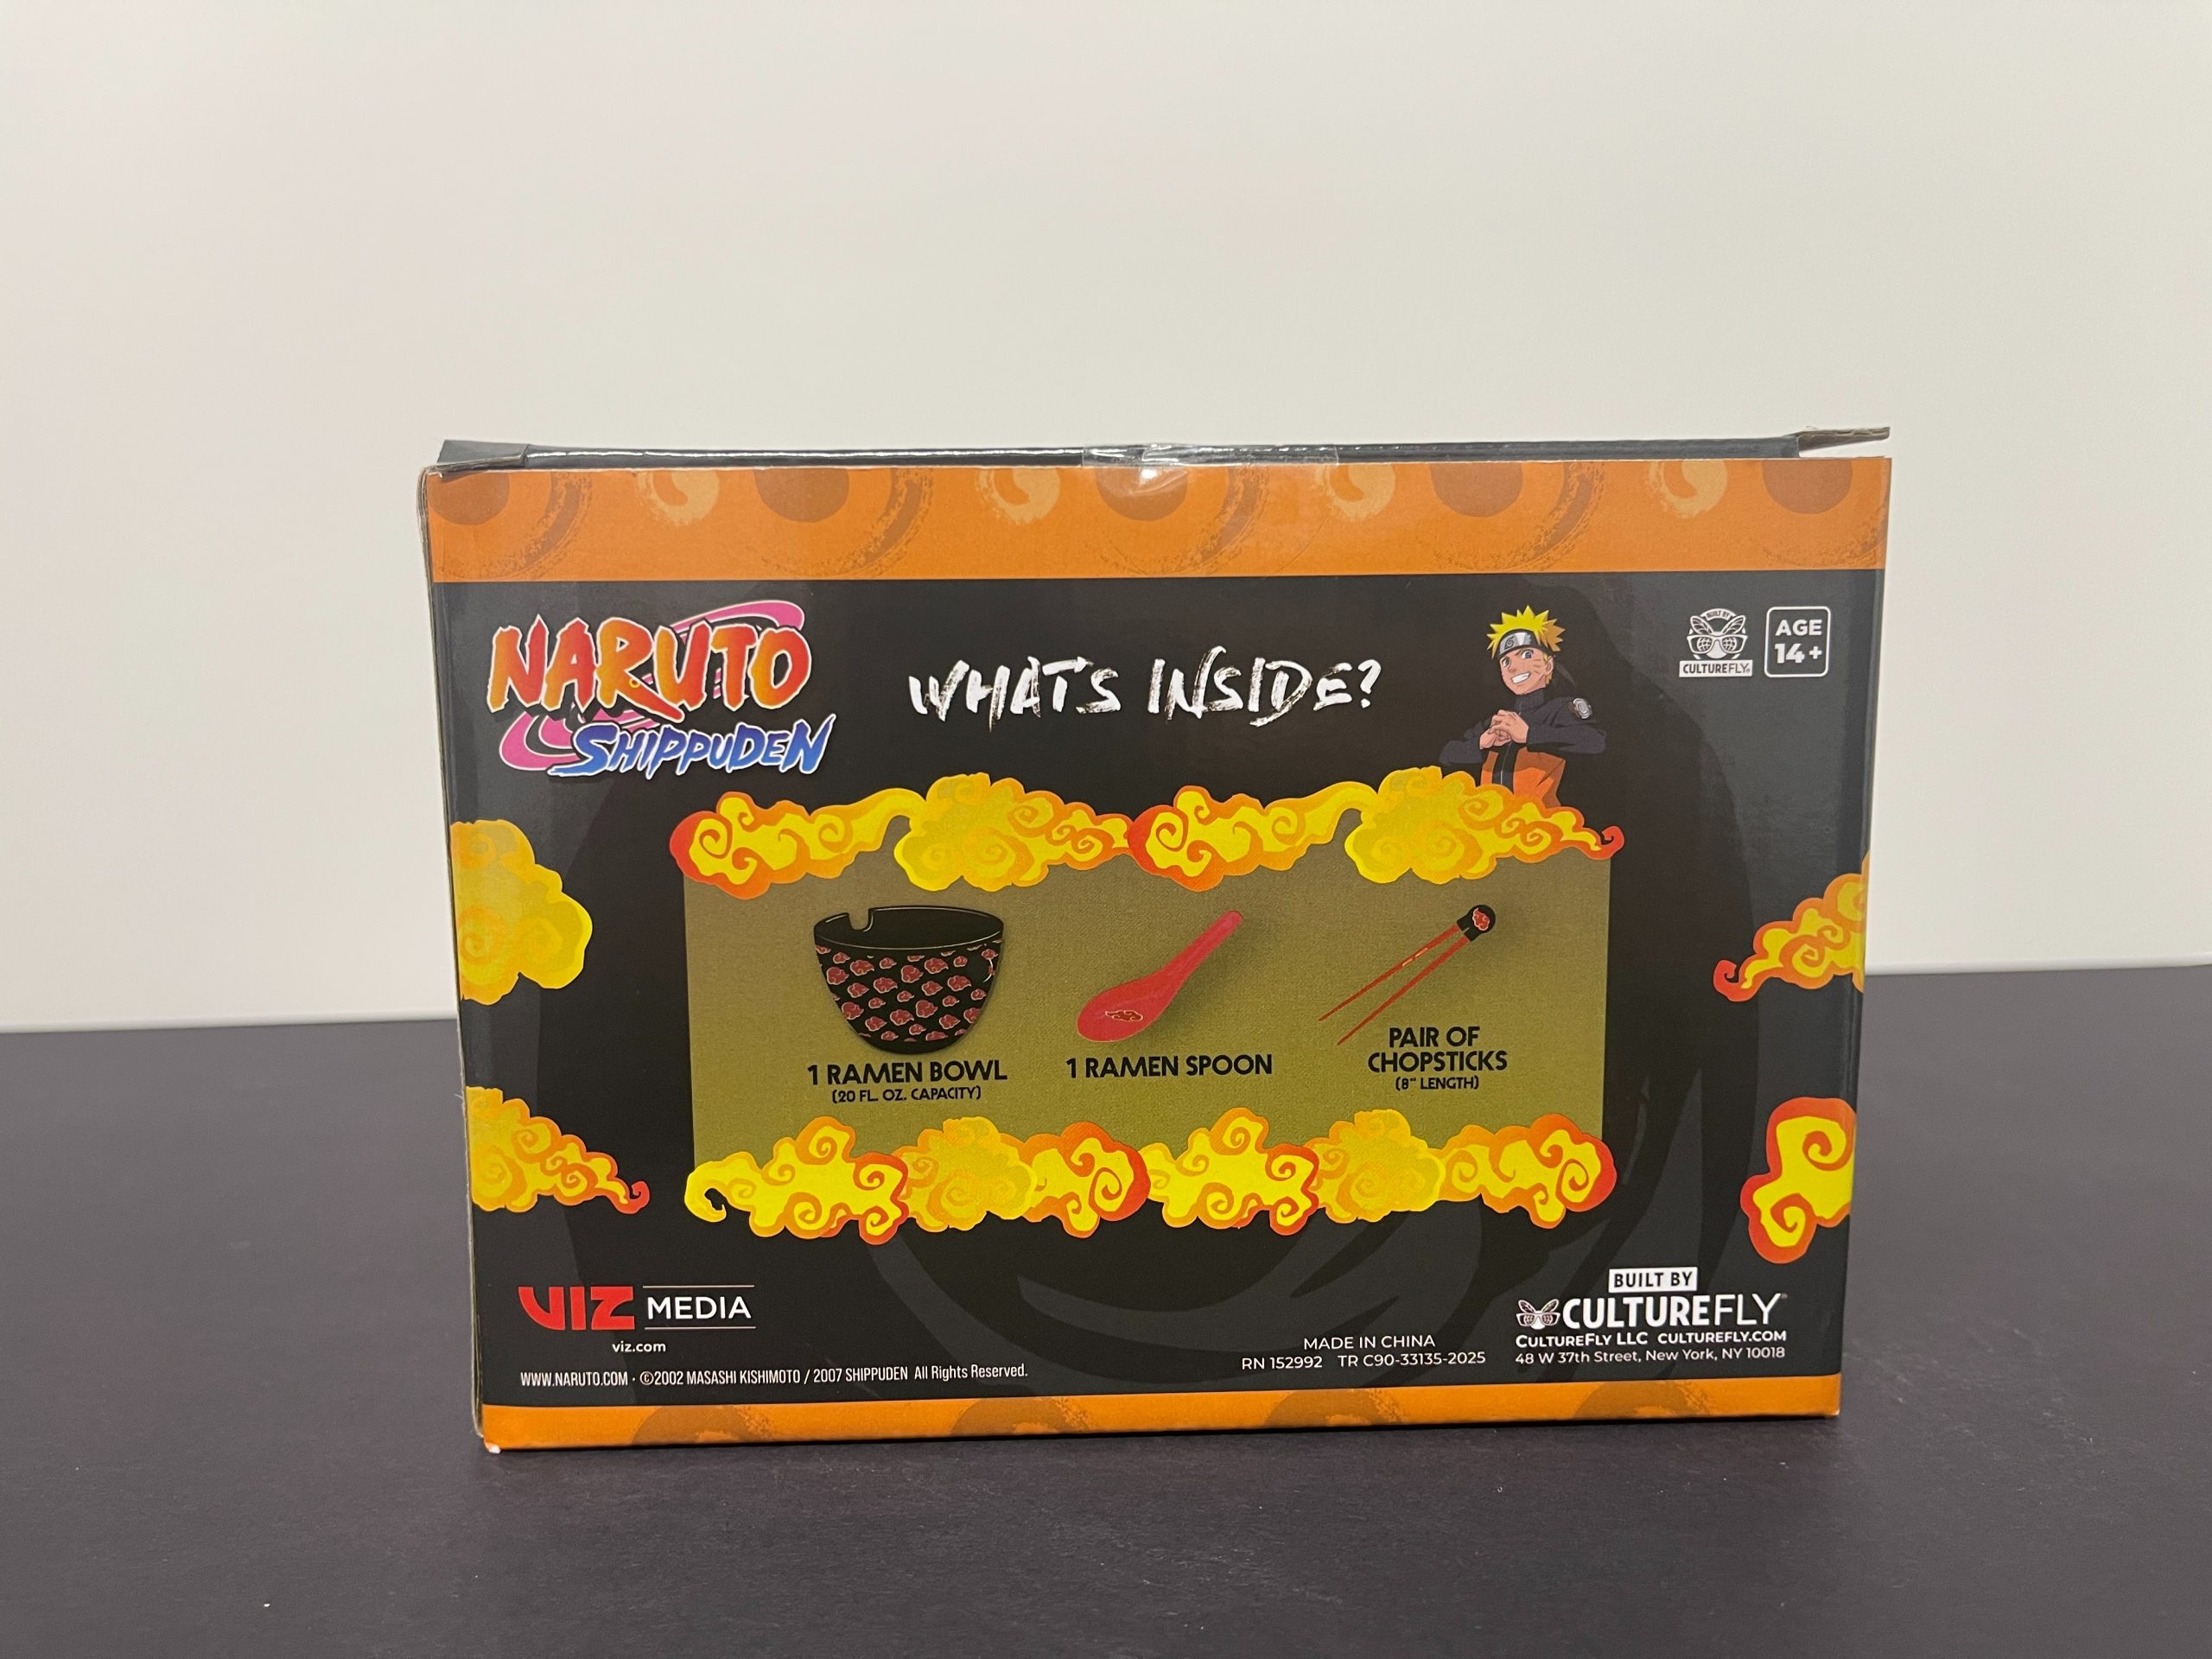 NARUTO
SHIPPUDEN
WHAT'S INSIDE?
BUILT BY
CULTUREFLY
AGE
14+
1 RAMEN BOWL
(20 FL. OZ. CAPACITY)
1 RAMEN SPOON
PAIR OF
CHOPSTICKS
(8" LENGTH)
VIZ MEDIA
viz.com
WWW.NARUTO.COM · ©2002 MASASHI KISHIMOTO / 2007 SHIPPUDEN All Rights Reserved.
MADE IN CHINA
RN 152992 TR C90-33135-2025
BUILT BY
CULTUREFLY
CULTUREFLY LLC CULTUREFLY.COM
48 W 37th Street, New York, NY 10018